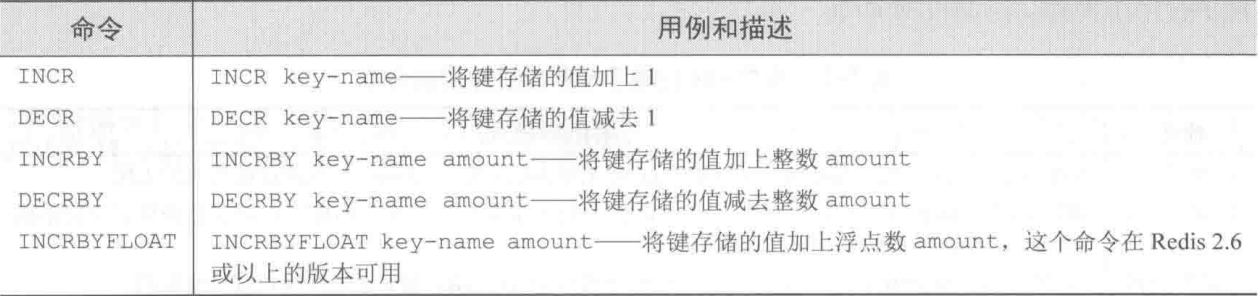 命令 用例和描述
INCR INCR key-name——将键存储的值加上 1
DECR DECR key-name——将键存储的值减去 1
INCRBY INCRBY key-name amount——将键存储的值加上整数 amount
DECRBY DECRBY key-name amount——将键存储的值减去整数 amount
INCRBYFLOAT INCRBYFLOAT key-name amount——将键存储的值加上浮点数 amount，这个命令在 Redis 2.6
或以上的版本可用